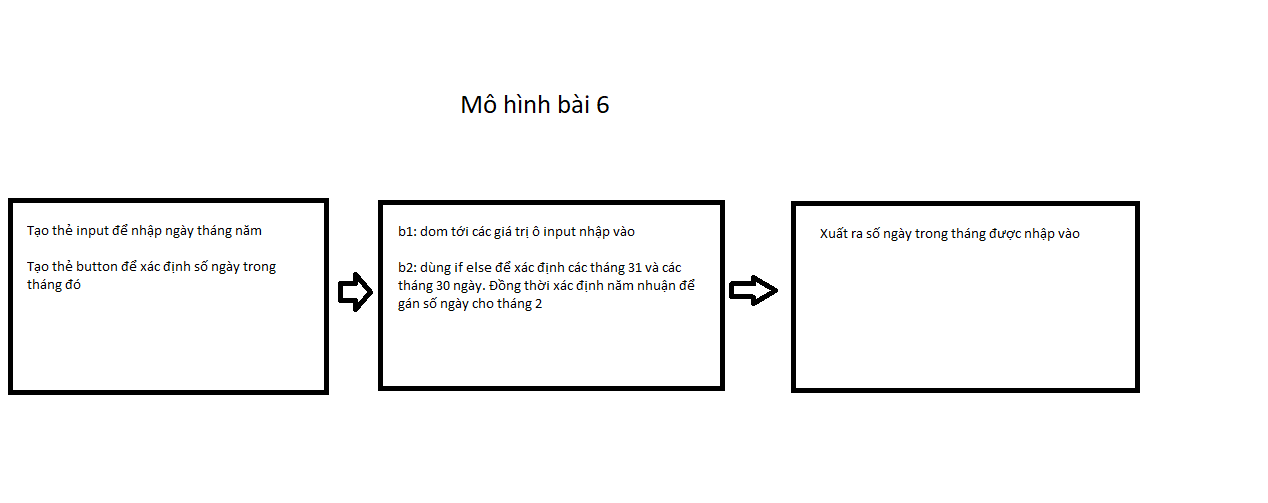 Mô hình bài 6
Tạo thẻ input để nhập ngày tháng năm
Tạo thẻ button để xác định số ngày trong
tháng đó
b1: dom tới các giá trị ô input nhập vào
b2: dùng if else để xác định các tháng 31 và các
tháng 30 ngày. Đồng thời xác định năm nhuận để
gán số ngày cho tháng 2
Xuất ra số ngày trong tháng được nhập vào